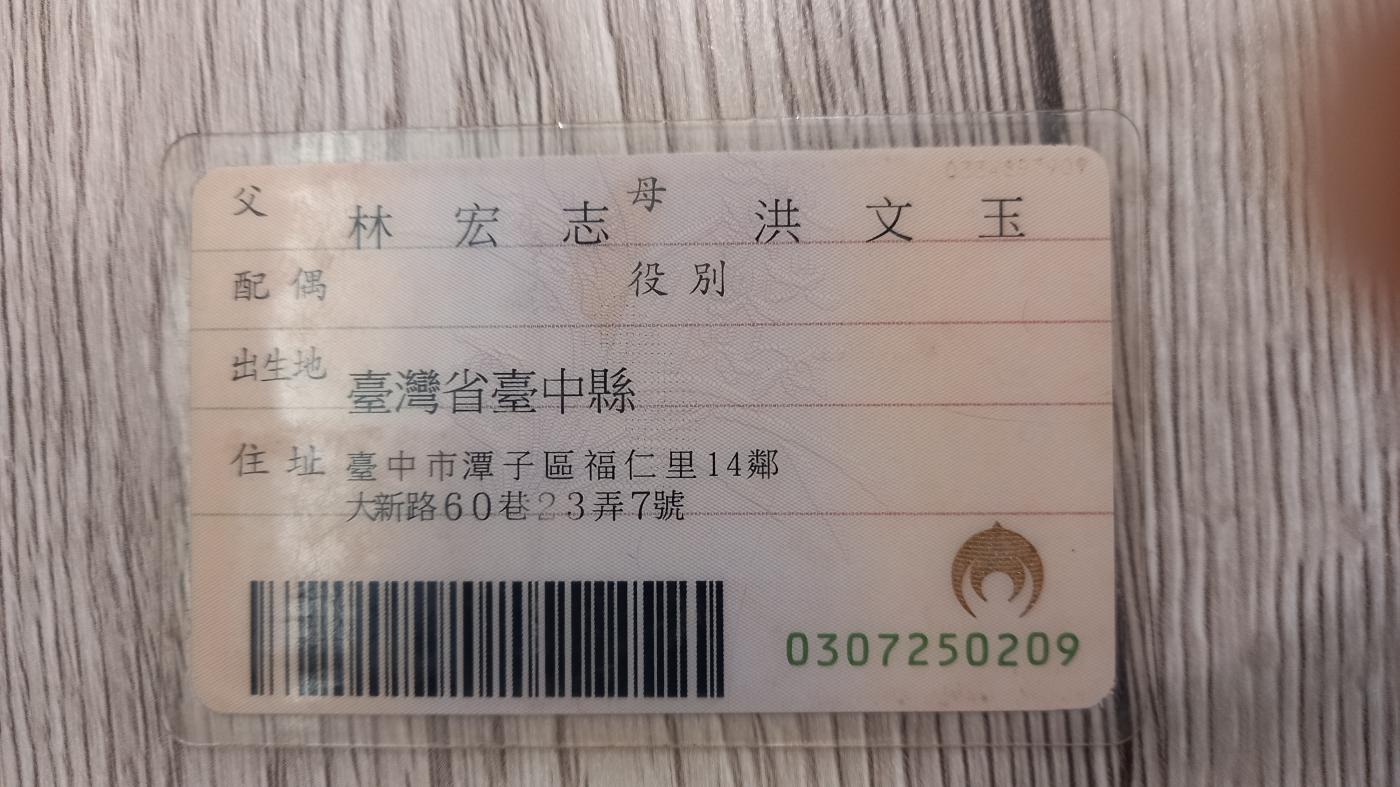 父 林宏志 母 洪文玉
配偶 役別
出生地 臺灣省臺中縣
住址 臺中市潭子區福仁里14鄰
大新路60巷23弄7號
0307250209